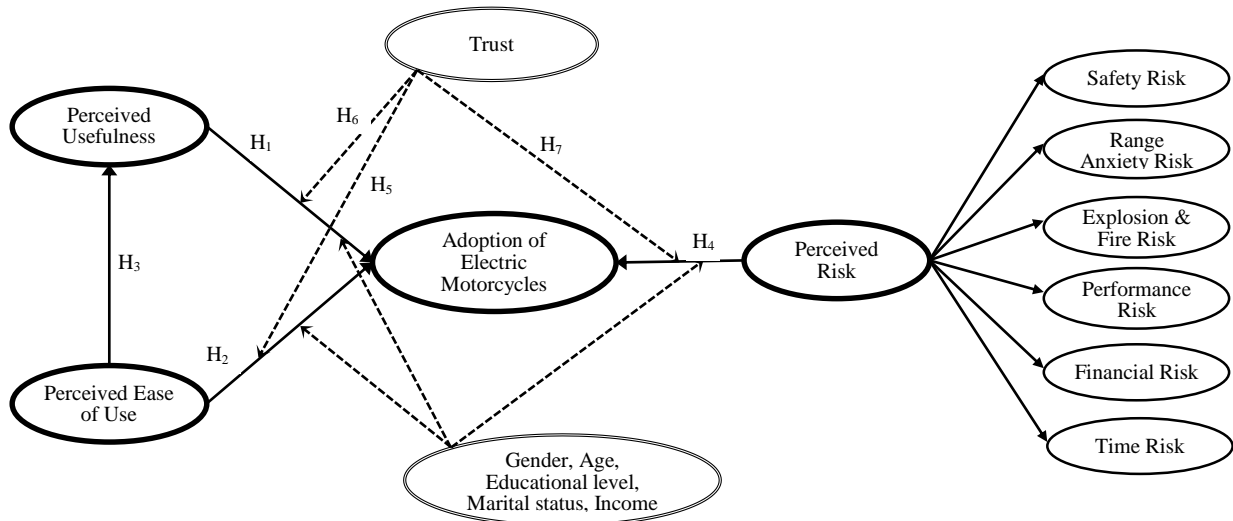 Trust
Perceived
Usefulness
H₁
H₆
H₅
H₇
H₃
H₂
Adoption of
Electric
Motorcycles
H₄
Perceived
Risk
Perceived Ease
of Use
Gender, Age,
Educational level,
Marital status, Income
Safety Risk
Range
Anxiety Risk
Explosion &
Fire Risk
Performance
Risk
Financial Risk
Time Risk